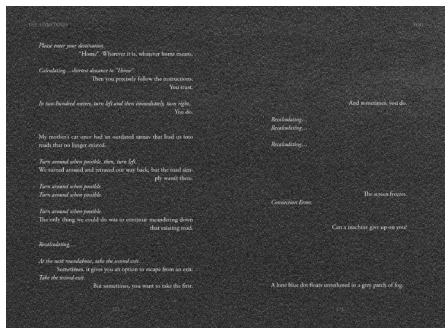 Please enter your destination.
"Home". Wherever it is, whatever home means.
Calculating…shortest distance to "Home".
Then you precisely follow the instructions.
You trust.
In two hundred metres, turn left and then immediately, turn right.
You do.
My mother's car once had an outdated satnav that lead us into
roads that no longer existed.
Turn around when possible, then, turn left.
We turned around and retraced our way back, but the road sim-
ply wasn't there.
Turn around when possible.
Turn around when possible.
Turn around when possible.
The only thing we could do was to continue meandering down
that existing road.
Recalculating…
At the next roundabout, take the second exit.
Sometimes, it gives you an option to escape from an exit.
Take the second exit.
But sometimes, you want to take the first.
And sometimes, you do.
Recalculating…
Recalculating…
Recalculating…
The screen freezes.
Connection Error.
Can a machine give up on you?
A lone blue dot floats unmoored in a grey patch of fog.